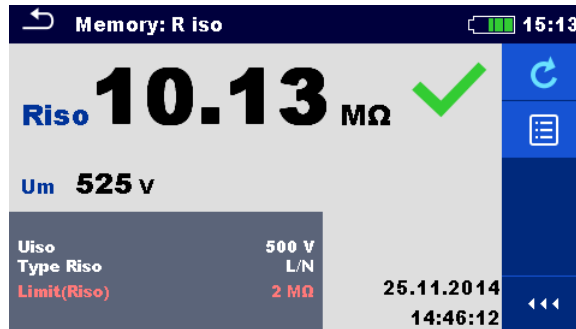 Memory: R iso 15:13
Riso 10.13 MΩ
Um 525 V
Uiso 500 V
Type Riso L/N
Limit(Riso) 2 MΩ
25.11.2014
14:46:12